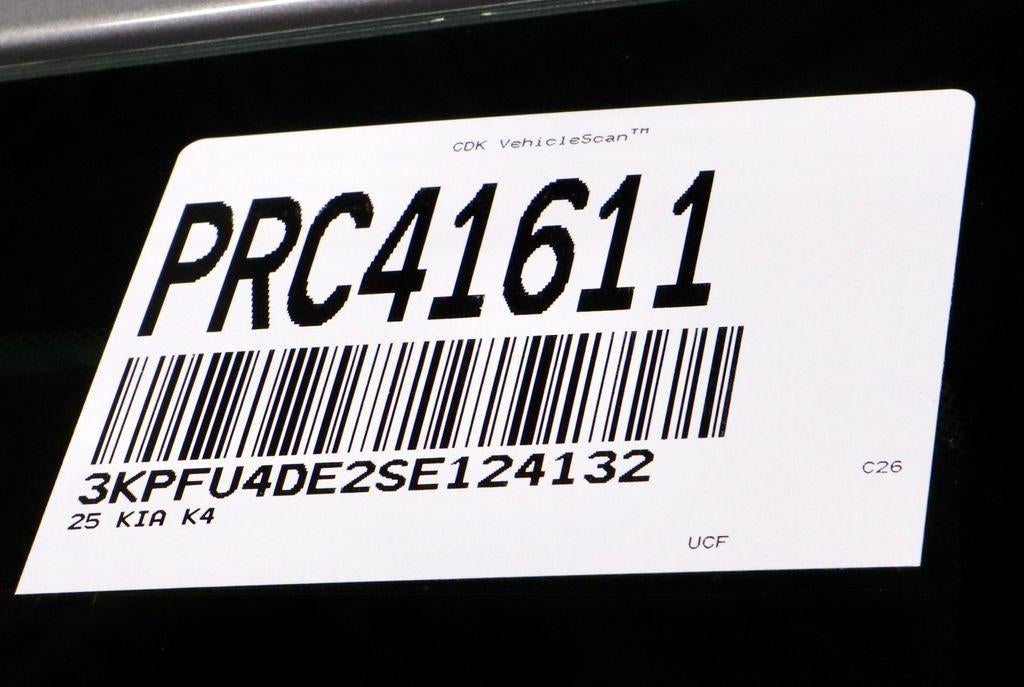 CDK VehicleScan™
PRC41611
3KPFU4DE2SE124132
25 KIA K4
C26
UCF